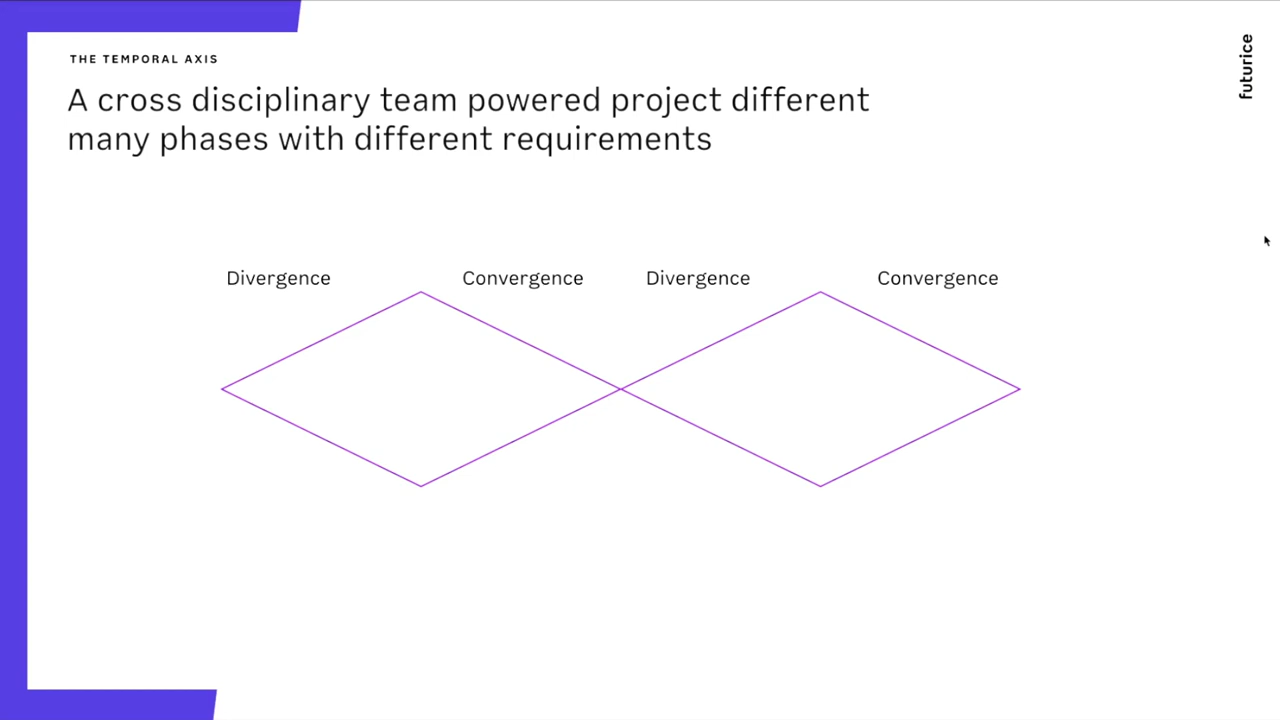 THE TEMPORAL AXIS
A cross disciplinary team powered project different
many phases with different requirements
futurice
Divergence Convergence Divergence Convergence